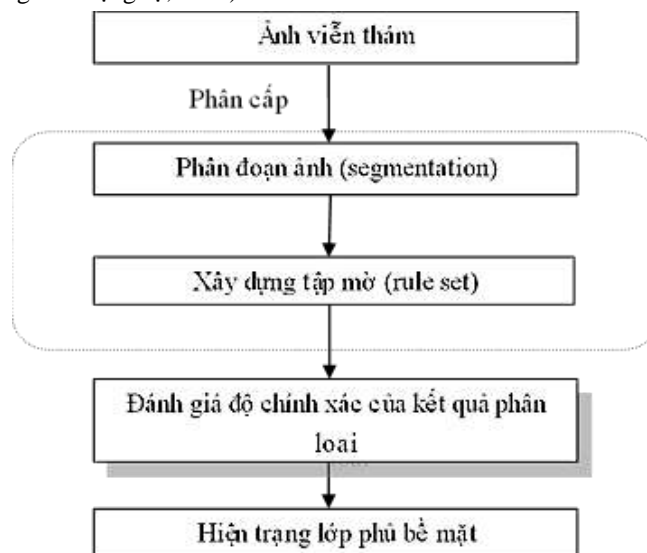 Ảnh viễn thám
Phân cấp
Phân đoạn ảnh (segmentation)
Xây dựng tập mờ (rule set)
Đánh giá độ chính xác của kết quả phân
loại
Hiện trạng lớp phủ bề mặt